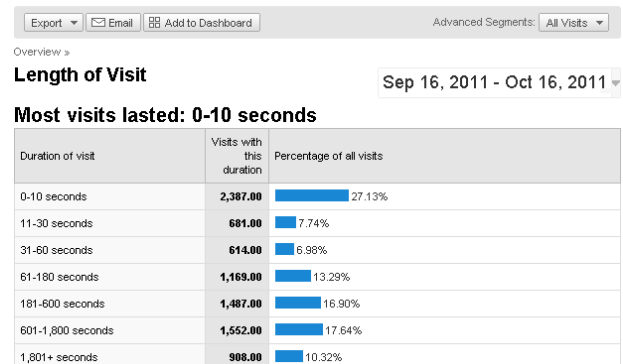 Export Email Add to Dashboard Advanced Segments: All Visits
Overview »
Length of Visit
Sep 16, 2011 - Oct 16, 2011
Most visits lasted: 0-10 seconds
Duration of visit Visits with this duration Percentage of all visits
0-10 seconds 2,387.00 27.13%
11-30 seconds 681.00 7.74%
31-60 seconds 614.00 6.98%
61-180 seconds 1,169.00 13.29%
181-600 seconds 1,487.00 16.90%
601-1,800 seconds 1,552.00 17.64%
1,801+ seconds 908.00 10.32%